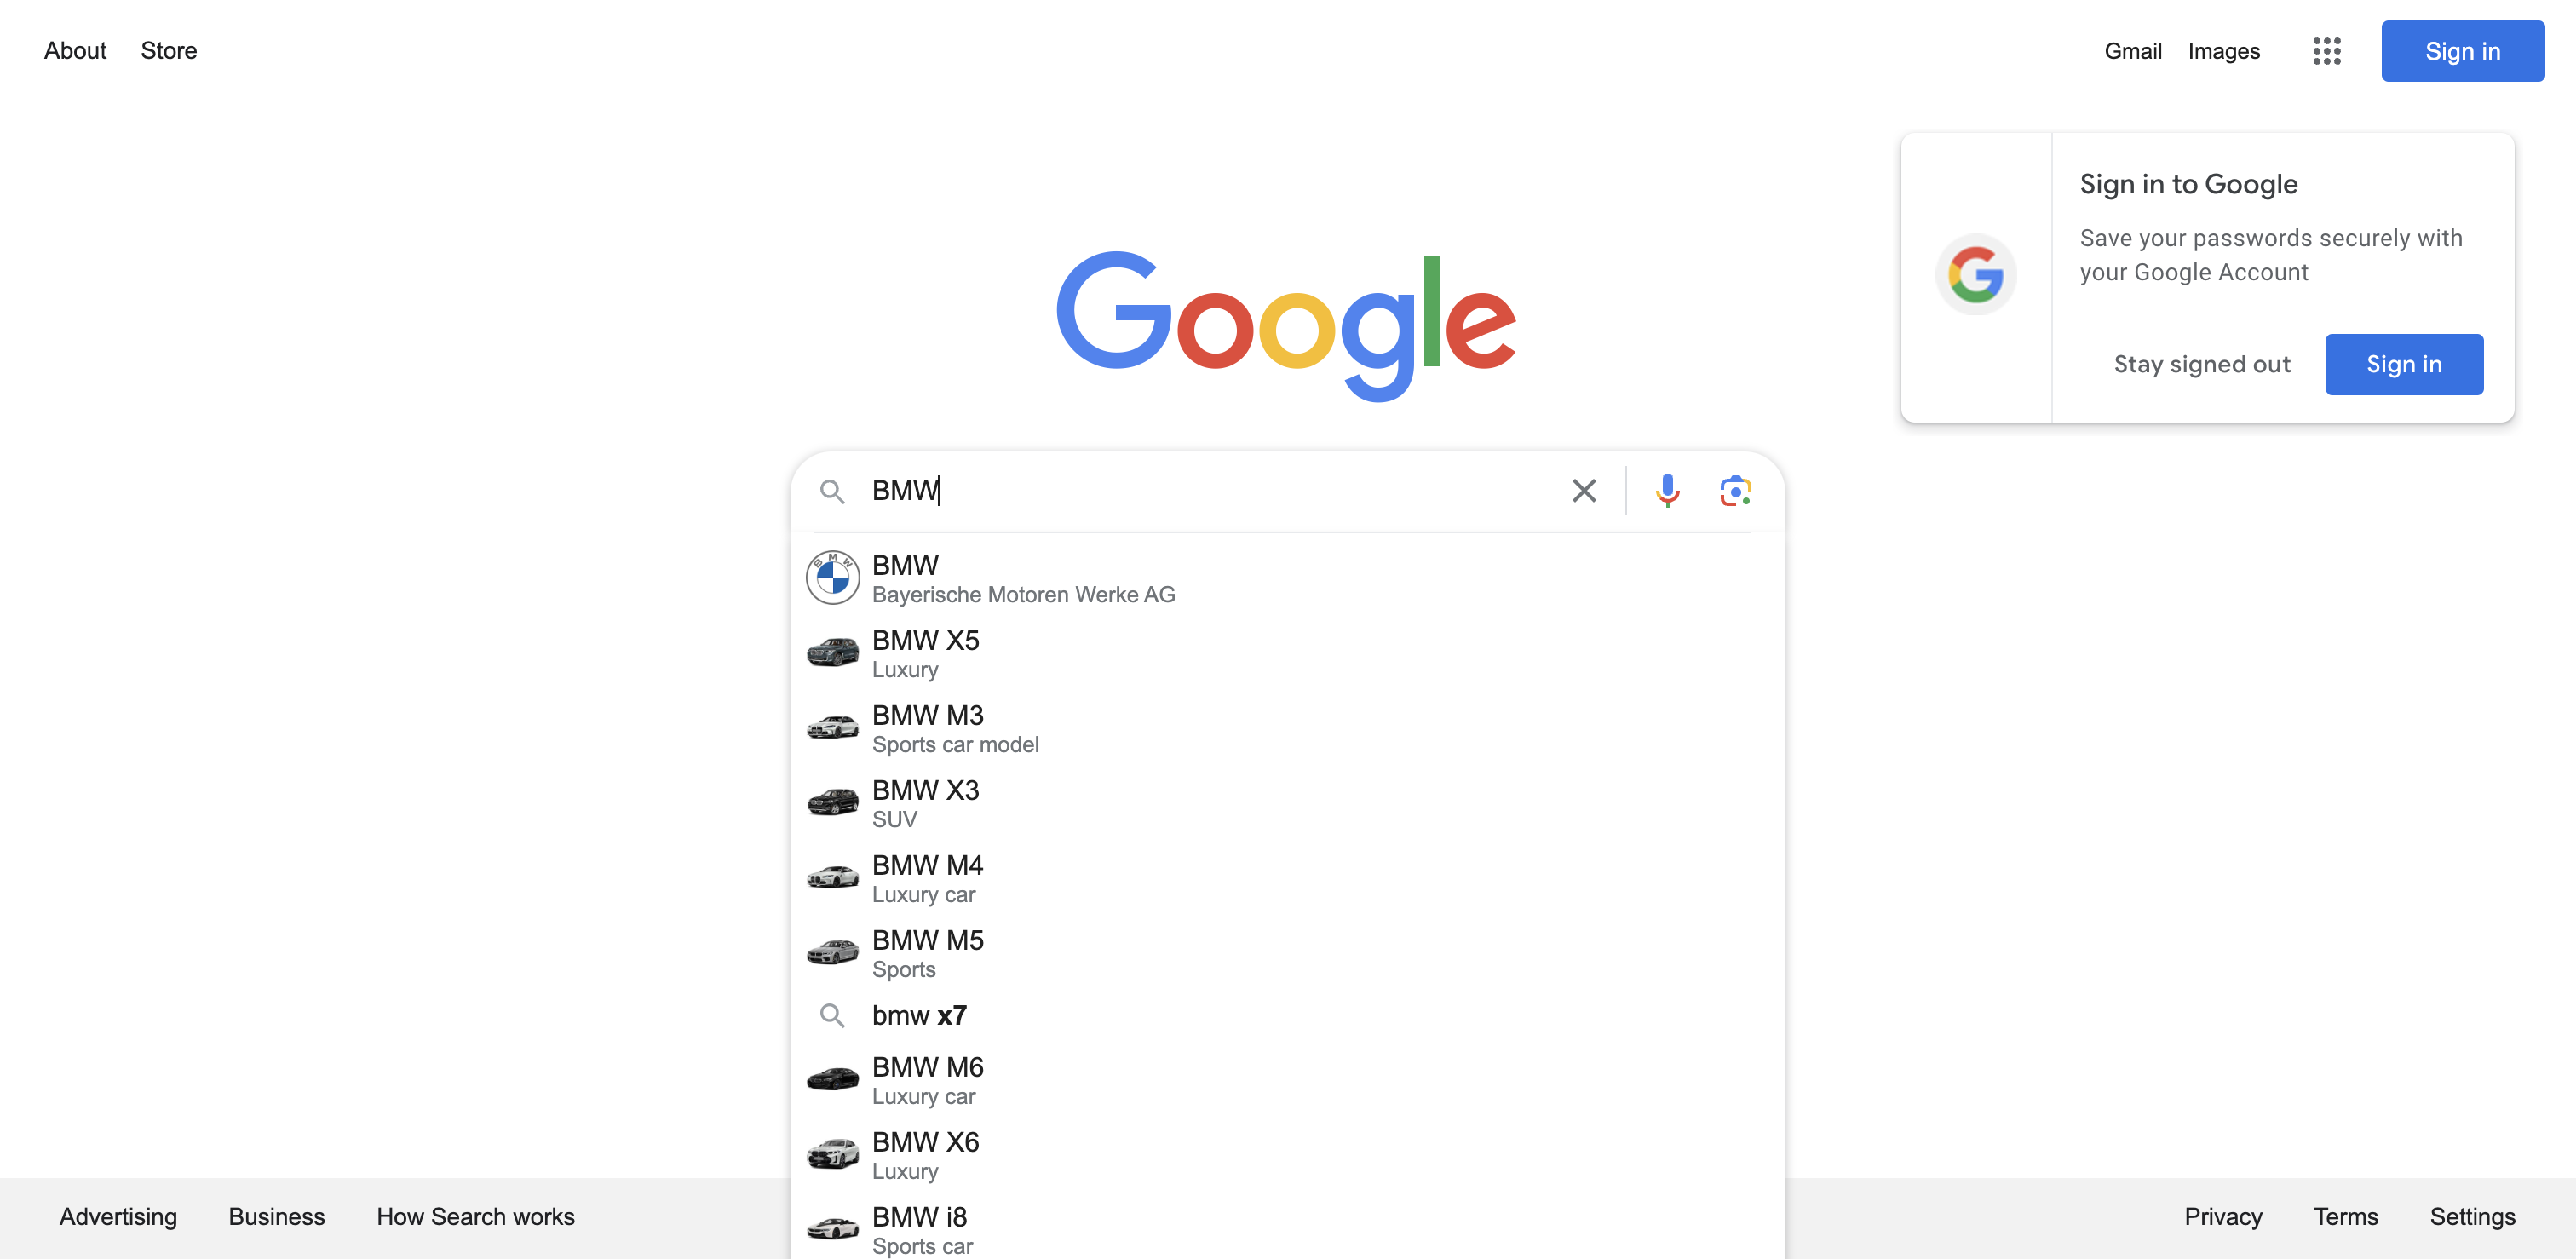 About Store
Gmail Images Sign in
Sign in to Google
Save your passwords securely with
your Google Account
Stay signed out Sign in
Google
BMW
BMW
Bayerische Motoren Werke AG
BMW X5
Luxury
BMW M3
Sports car model
BMW X3
SUV
BMW M4
Luxury car
BMW M5
Sports
bmw x7
BMW M6
Luxury car
BMW X6
Luxury
BMW i8
Sports car
Advertising Business How Search works
Privacy Terms Settings